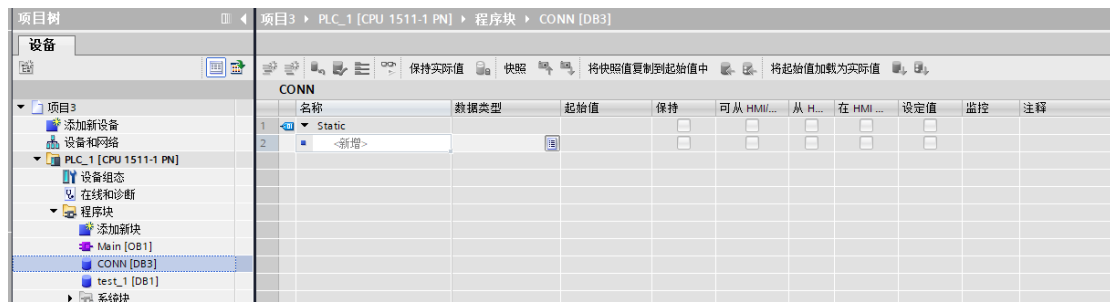 项目树
项目3 ▸ PLC_1 [CPU 1511-1 PN] ▸ 程序块 ▸ CONN [DB3]
设备
保持实际值 快照 将快照值复制到起始值中 将起始值加载为实际值
CONN
名称 数据类型 起始值 保持 可从 HMI/... 从 H... 在 HMI ... 设定值 监控 注释
1 Static
2 <新增>
项目3
添加新设备
设备和网络
PLC_1 [CPU 1511-1 PN]
设备组态
在线和诊断
程序块
添加新块
Main [OB1]
CONN [DB3]
test_1 [DB1]
系统块